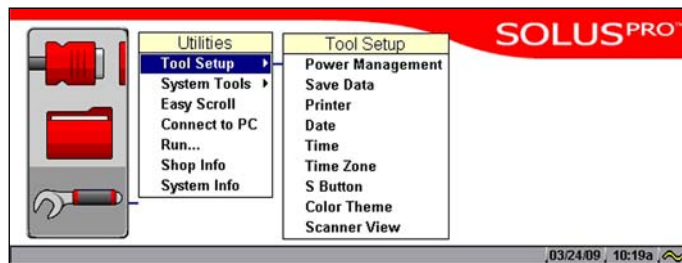 SOLUSPRO™
Utilities
Tool Setup
System Tools
Easy Scroll
Connect to PC
Run...
Shop Info
System Info
Tool Setup
Power Management
Save Data
Printer
Date
Time
Time Zone
S Button
Color Theme
Scanner View
03/24/09 10:19a